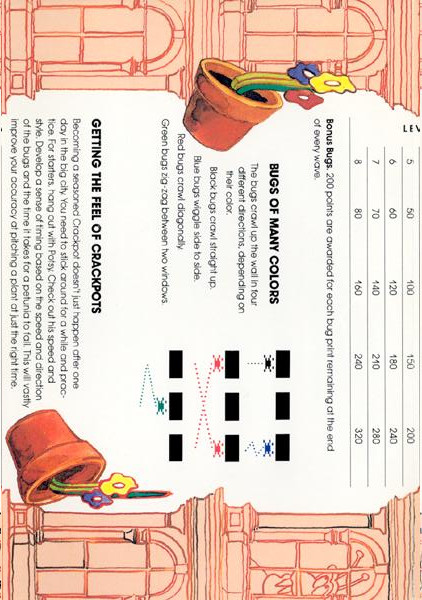 LEV
5 50 100 150 200
6 60 120 180 240
7 70 140 210 280
8 80 160 240 320
Bonus Bugs. 200 points are awarded for each bug print remaining at the end
of every wave.
BUGS OF MANY COLORS
The bugs crawl up the wall in four
different directions, depending on
their color.
Black bugs crawl straight up.
Blue bugs wiggle side to side.
Red bugs crawl diagonally.
Green bugs zig-zag between two windows.
GETTING THE FEEL OF CRACKPOTS
Becoming a seasoned Crackpot doesn't just happen after one
day in the big city. You need to stick around for a while and prac-
tice. For starters, hang out with Potsy. Check out his speed and
style. Develop a sense of timing based on the speed and direction
of the bugs and the time it takes for a petunia to fall. This will vastly
improve your accuracy at pitching a plant at just the right time.